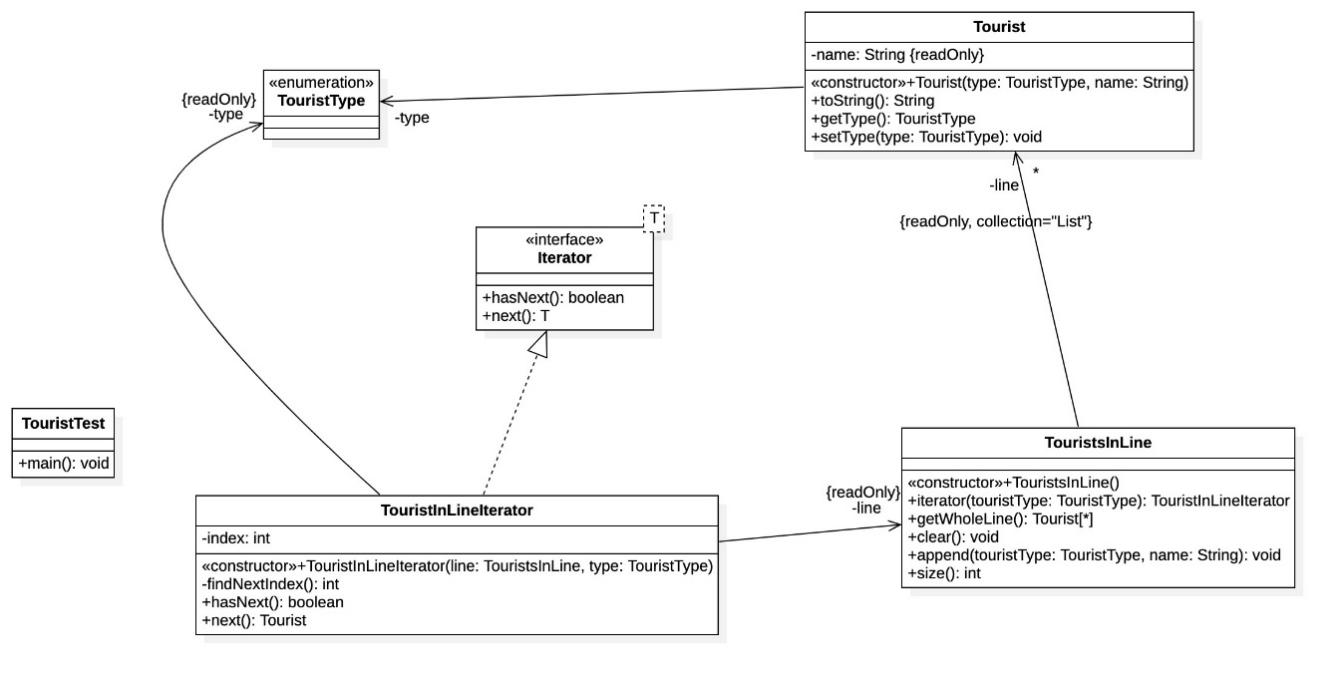 Tourist
-name: String {readOnly}
«constructor»+Tourist(type: TouristType, name: String)
+toString(): String
+getType(): TouristType
+setType(type: TouristType): void
«enumeration»
TouristType
{readOnly}
-type
-type
*
-line
{readOnly, collection="List"}
T
«interface»
Iterator
+hasNext(): boolean
+next(): T
TouristTest
+main(): void
TouristsInLine
«constructor»+TouristsInLine()
+iterator(touristType: TouristType): TouristInLineIterator
+getWholeLine(): Tourist[*]
+clear(): void
+append(touristType: TouristType, name: String): void
+size(): int
{readOnly}
-line
TouristInLineIterator
-index: int
«constructor»+TouristInLineIterator(line: TouristsInLine, type: TouristType)
-findNextIndex(): int
+hasNext(): boolean
+next(): Tourist